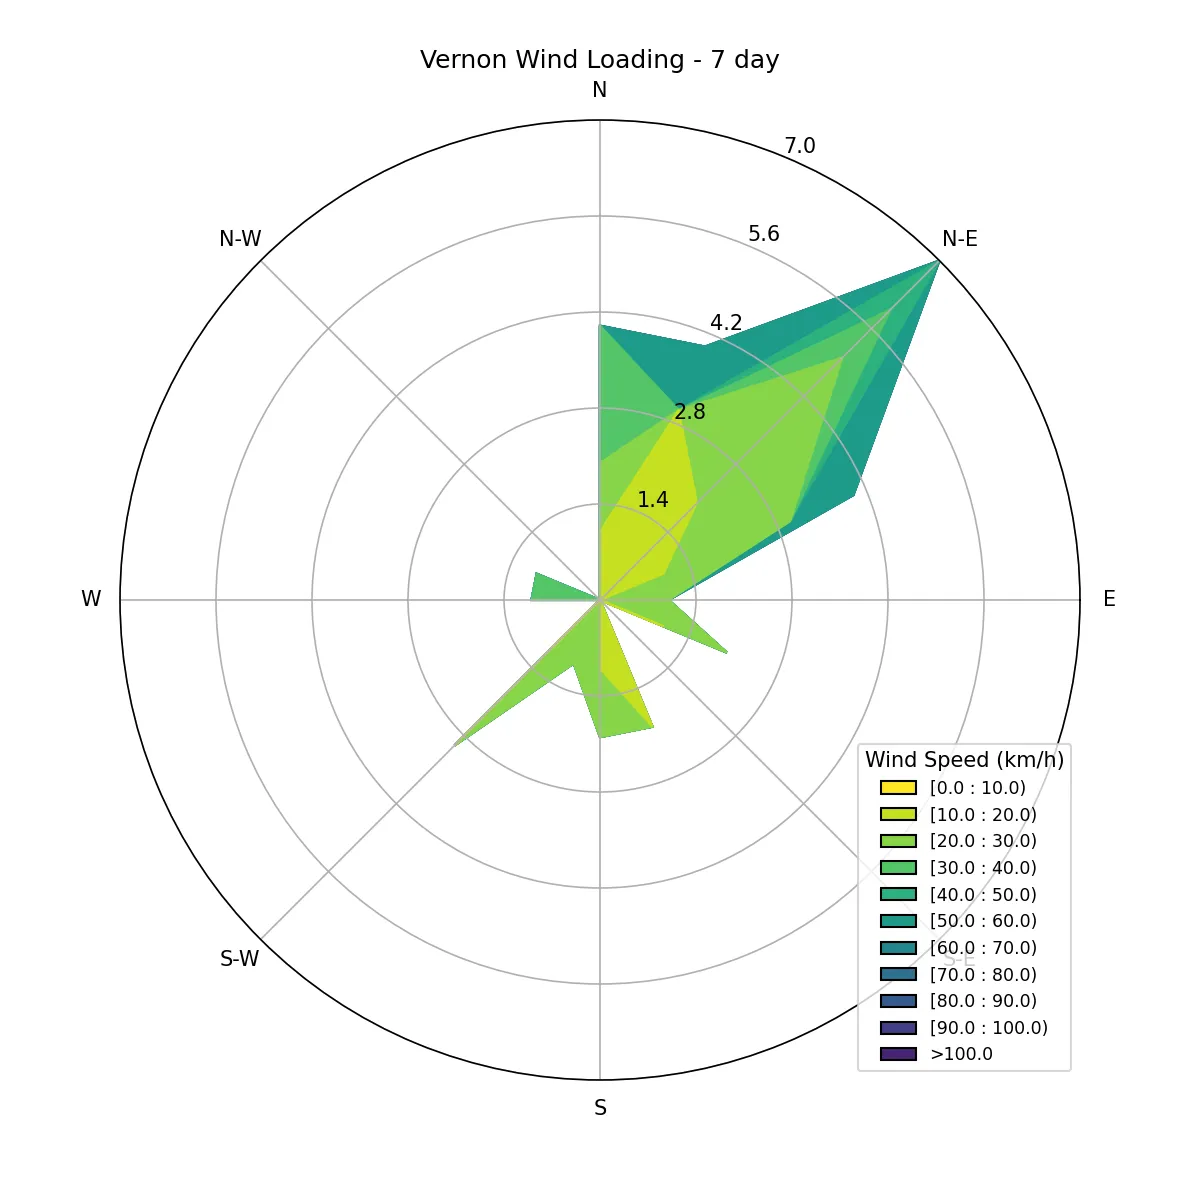 Vernon Wind Loading - 7 day
N
7.0
5.6
N-W
N-E
4.2
2.8
1.4
W
E
Wind Speed (km/h)
[0.0 : 10.0)
[10.0 : 20.0)
[20.0 : 30.0)
[30.0 : 40.0)
[40.0 : 50.0)
[50.0 : 60.0)
[60.0 : 70.0)
[70.0 : 80.0)
[80.0 : 90.0)
[90.0 : 100.0)
>100.0
S-W
S-E
S